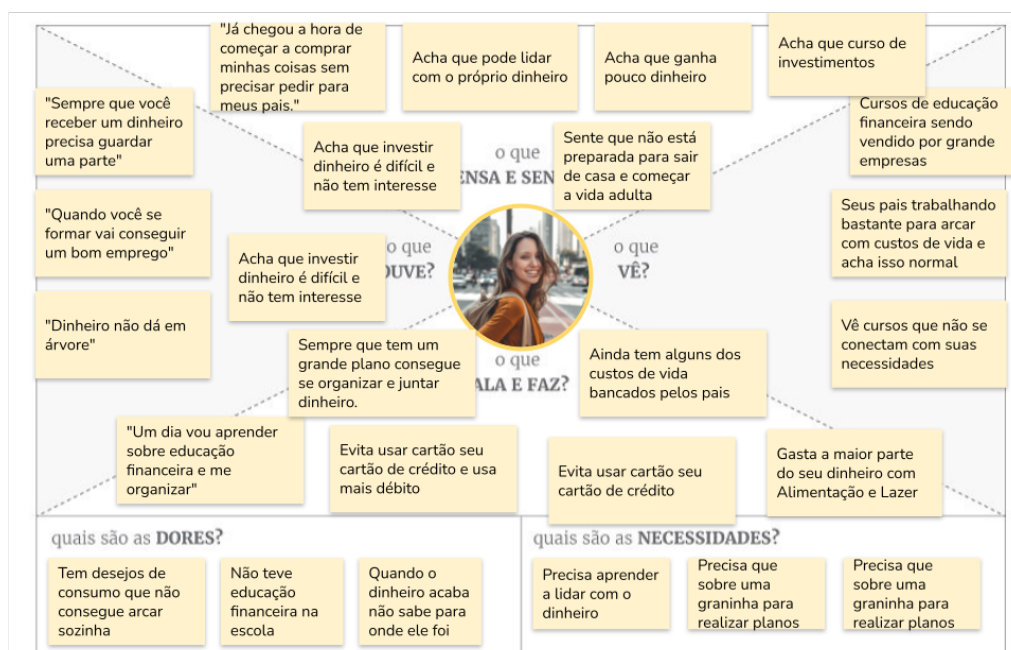 "Já chegou a hora de
começar a comprar
minhas coisas sem
precisar pedir para
meus pais."
Acha que pode lidar
com o próprio dinheiro
Acha que ganha
pouco dinheiro
Acha que curso de
investimentos
"Sempre que você
receber um dinheiro
precisa guardar
uma parte"
Acha que investir
dinheiro é difícil e
não tem interesse
o que
ENSA E SEN
Sente que não está
preparada para sair
de casa e começar
a vida adulta
Cursos de educação
financeira sendo
vendido por grande
empresas
"Quando você se
formar vai conseguir
um bom emprego"
Acha que investir
dinheiro é difícil e
não tem interesse
o que
OUVE?
o que
VÊ?
Seus pais trabalhando
bastante para arcar
com custos de vida e
acha isso normal
"Dinheiro não dá em
árvore"
Sempre que tem um
grande plano consegue
se organizar e juntar
dinheiro.
o que
ALA E FAZ?
Ainda tem alguns dos
custos de vida
bancados pelos pais
Vê cursos que não se
conectam com suas
necessidades
"Um dia vou aprender
sobre educação
financeira e me
organizar"
Evita usar cartão seu
cartão de crédito e usa
mais débito
Evita usar cartão seu
cartão de crédito
Gasta a maior parte
do seu dinheiro com
Alimentação e Lazer
quais são as DORES?
Tem desejos de
consumo que não
consegue arcar
sozinha
Não teve
educação
financeira na
escola
Quando o
dinheiro acaba
não sabe para
onde ele foi
quais são as NECESSIDADES?
Precisa aprender
a lidar com o
dinheiro
Precisa que
sobre uma
graninha para
realizar planos
Precisa que
sobre uma
graninha para
realizar planos